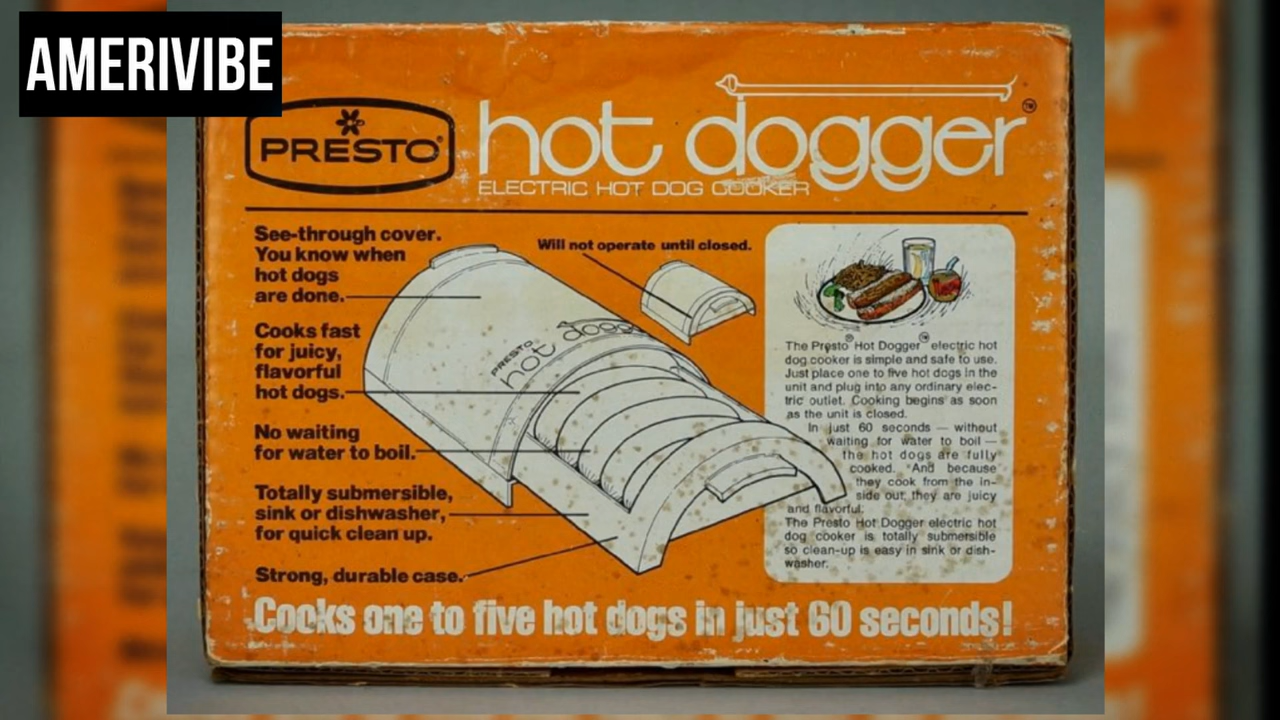 AMERIVIBE
PRESTO®
hot dogger™
ELECTRIC HOT DOG COOKER
See-through cover.
You know when
hot dogs
are done.
Cooks fast
for juicy,
flavorful
hot dogs.
No waiting
for water to boil.
Totally submersible,
sink or dishwasher,
for quick clean up.
Strong, durable case.
Will not operate until closed.
PRESTO
hot dogger
The Presto® Hot Dogger™ electric hot
dog cooker is simple and safe to use.
Just place one to five hot dogs in the
unit and plug into any ordinary elec-
tric outlet. Cooking begins as soon
as the unit is closed.
In just 60 seconds — without
waiting for water to boil —
the hot dogs are fully
cooked. And because
they cook from the in-
side out, they are juicy
and flavorful.
The Presto Hot Dogger electric hot
dog cooker is totally submersible
so clean-up is easy in sink or dish-
washer.
Cooks one to five hot dogs in just 60 seconds!